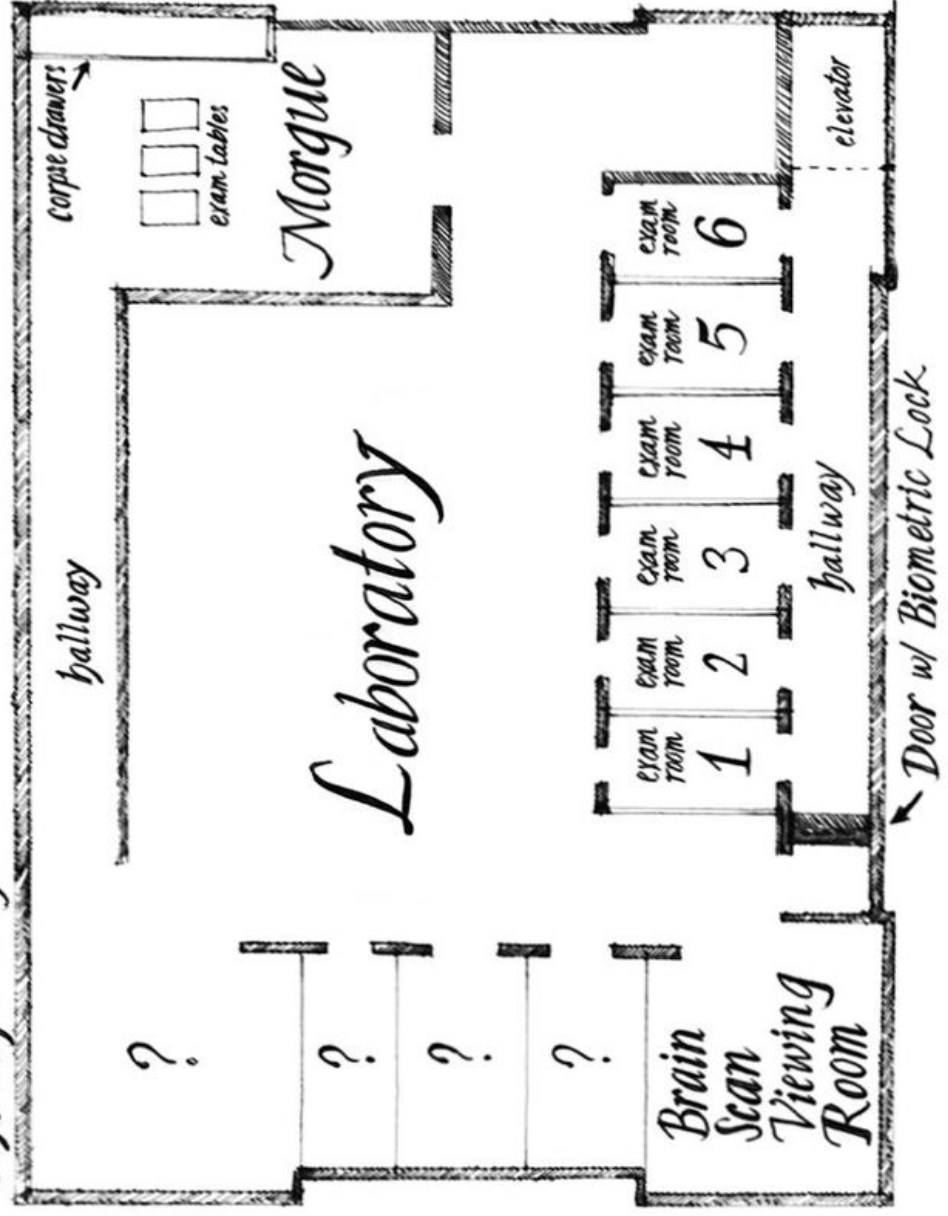 hallway
corpse drawers
?
exam tables
Morgue
?
Laboratory
?
?
exam
room
1
exam
room
2
exam
room
3
exam
room
4
exam
room
5
exam
room
6
Brain
Scan
Viewing
Room
hallway
elevator
Door w/ Biometric Lock